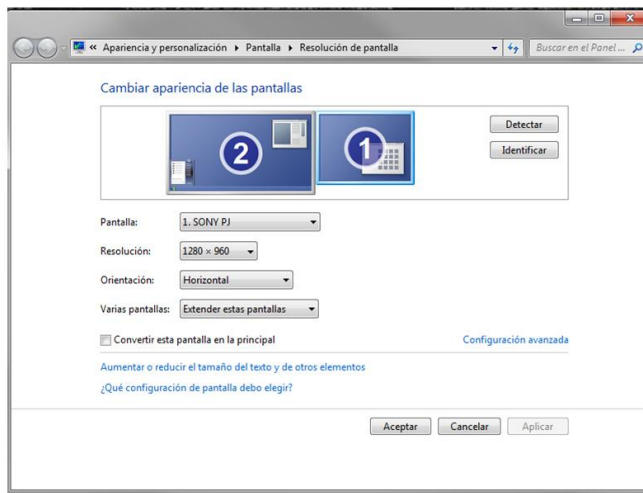 « Apariencia y personalización Pantalla Resolución de pantalla Buscar en el Panel ...
Cambiar apariencia de las pantallas
2 1
Detectar
Identificar
Pantalla: 1. SONY PJ
Resolución: 1280 × 960
Orientación: Horizontal
Varias pantallas: Extender estas pantallas
Convertir esta pantalla en la principal Configuración avanzada
Aumentar o reducir el tamaño del texto y de otros elementos
¿Qué configuración de pantalla debo elegir?
Aceptar Cancelar Aplicar